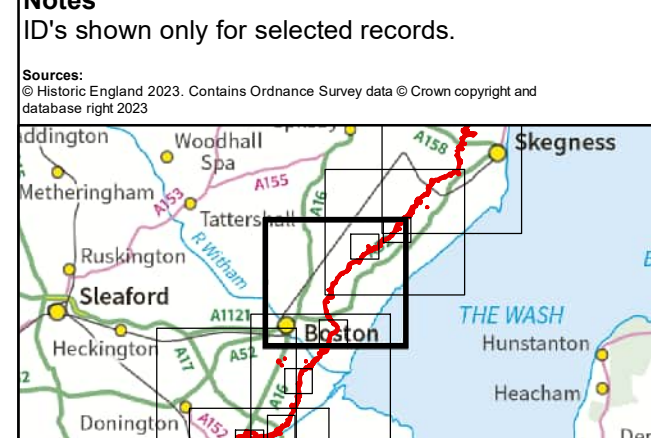 Notes
ID's shown only for selected records.
Sources:
© Historic England 2023. Contains Ordnance Survey data © Crown copyright and
database right 2023
Woodhall
Spa
A158
Skegness
Metheringham
A153
A155
A16
Tattershall
R Witham
Ruskington
Sleaford
A1121
Boston
THE WASH
Heckington
A17
A52
Hunstanton
A16
Heacham
Donington
A152